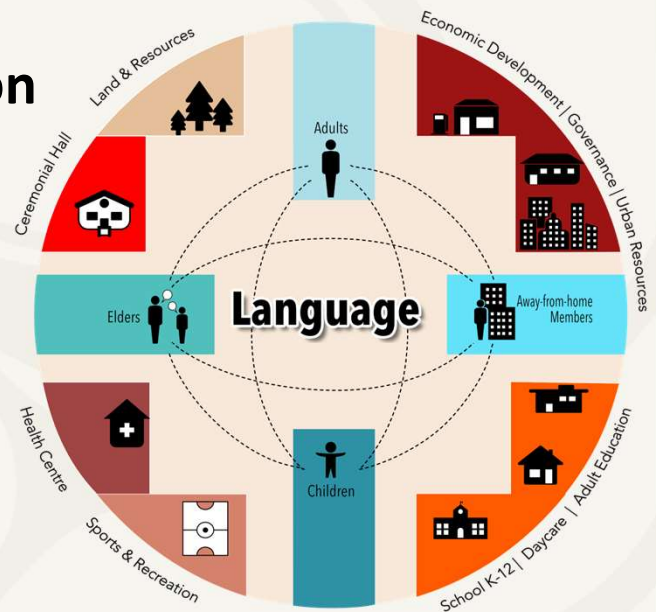 on
Land & Resources
Economic Development | Governance | Urban Resources
Adults
Ceremonial Hall
Elders
Language
Away-from-home
Members
Health Centre
Children
Sports & Recreation
School K-12 | Daycare | Adult Education